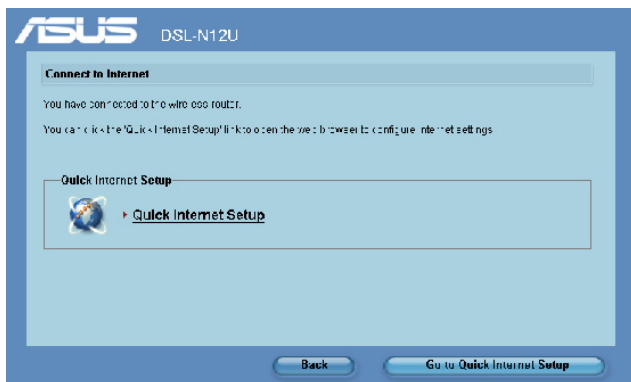 ASUS DSL-N12U
Connect to Internet
You have connected to the wireless router.
You can click the 'Quick Internet Setup' link to open the web browser to configure Internet settings
Quick Internet Setup
Quick Internet Setup
Back
Go to Quick Internet Setup